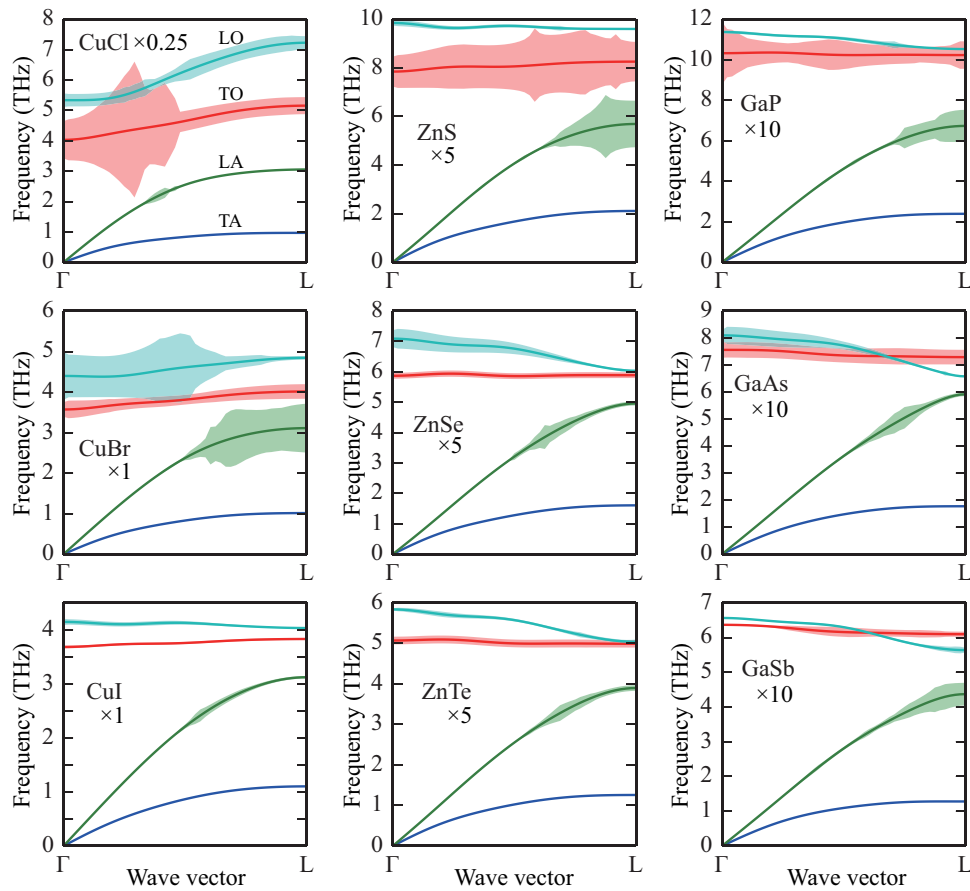 CuCl ×0.25
LO
TO
LA
TA
8
7
6
5
4
3
2
1
0
Frequency (THz)
Γ
L
ZnS
×5
10
8
6
4
2
0
Frequency (THz)
Γ
L
GaP
×10
12
10
8
6
4
2
0
Frequency (THz)
Γ
L
CuBr
×1
6
5
4
3
2
1
0
Frequency (THz)
Γ
L
ZnSe
×5
8
7
6
5
4
3
2
1
0
Frequency (THz)
Γ
L
GaAs
×10
9
8
7
6
5
4
3
2
1
0
Frequency (THz)
Γ
L
CuI
×1
4
3
2
1
0
Frequency (THz)
Γ
L
Wave vector
ZnTe
×5
6
5
4
3
2
1
0
Frequency (THz)
Γ
L
Wave vector
GaSb
×10
7
6
5
4
3
2
1
0
Frequency (THz)
Γ
L
Wave vector